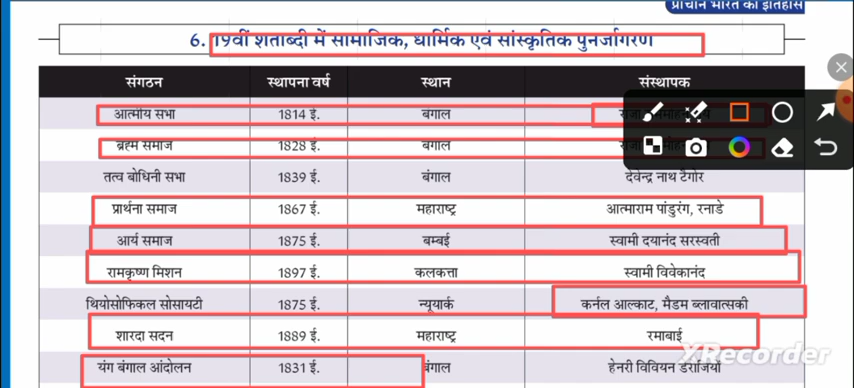 प्राचीन भारत का इतिहास
6. 19वीं शताब्दी में सामाजिक, धार्मिक एवं सांस्कृतिक पुनर्जागरण
संगठन स्थापना वर्ष स्थान संस्थापक
आत्मीय सभा 1814 ई. बंगाल
ब्रह्म समाज 1828 ई. बंगाल
तत्व बोधिनी सभा 1839 ई. बंगाल देवेन्द्र नाथ टैगोर
प्रार्थना समाज 1867 ई. महाराष्ट्र आत्माराम पांडुरंग, रनाडे
आर्य समाज 1875 ई. बम्बई स्वामी दयानंद सरस्वती
रामकृष्ण मिशन 1897 ई. कलकत्ता स्वामी विवेकानंद
थियोसोफिकल सोसायटी 1875 ई. न्यूयार्क कर्नल आल्काट, मैडम ब्लावात्सकी
शारदा सदन 1889 ई. महाराष्ट्र रमाबाई
XRecorder
यंग बंगाल आंदोलन 1831 ई. बंगाल हेनरी विवियन